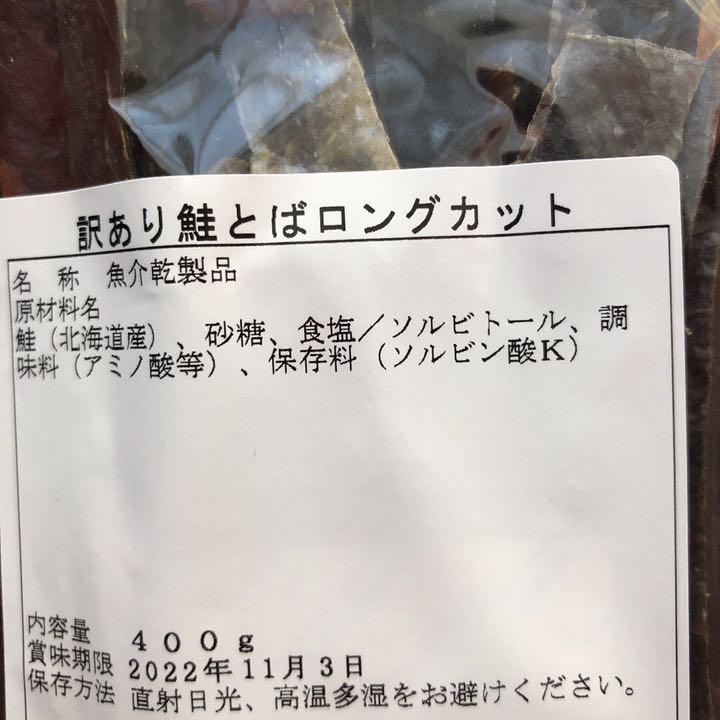 訳あり鮭とばロングカット
名　称　魚介乾製品
原材料名
鮭（北海道産）、砂糖、食塩／ソルビトール、調
味料（アミノ酸等）、保存料（ソルビン酸K）
内容量　400g
賞味期限　2022年11月3日
保存方法　直射日光、高温多湿をお避けください。